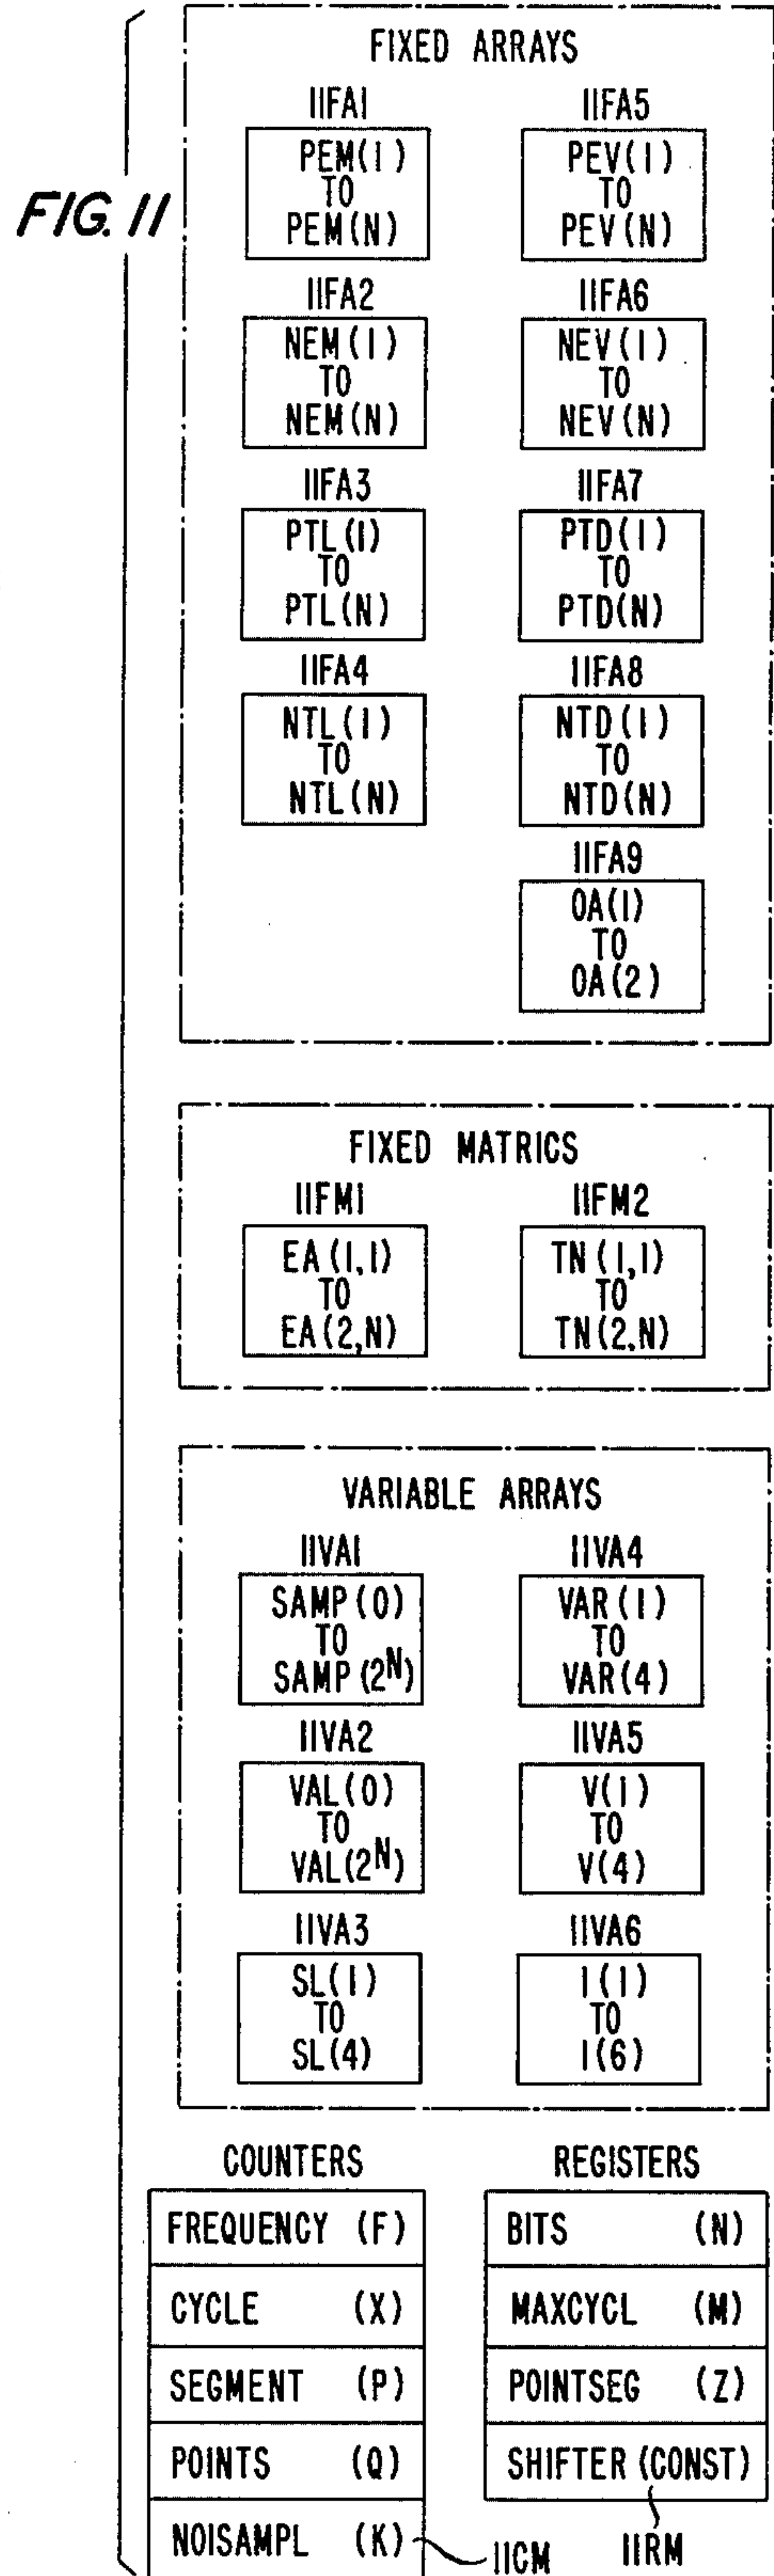 FIG. 11
FIXED ARRAYS
11FA1
PEM(1)
TO
PEM(N)
11FA5
PEV(1)
TO
PEV(N)
11FA2
NEM(1)
TO
NEM(N)
11FA6
NEV(1)
TO
NEV(N)
11FA3
PTL(1)
TO
PTL(N)
11FA7
PTD(1)
TO
PTD(N)
11FA4
NTL(1)
TO
NTL(N)
11FA8
NTD(1)
TO
NTD(N)
11FA9
OA(1)
TO
OA(2)
FIXED MATRICS
11FM1
EA(1,1)
TO
EA(2,N)
11FM2
TN(1,1)
TO
TN(2,N)
VARIABLE ARRAYS
11VA1
SAMP(0)
TO
SAMP(2^N)
11VA4
VAR(1)
TO
VAR(4)
11VA2
VAL(0)
TO
VAL(2^N)
11VA5
V(1)
TO
V(4)
11VA3
SL(1)
TO
SL(4)
11VA6
I(1)
TO
I(6)
COUNTERS
FREQUENCY (F)
CYCLE (X)
SEGMENT (P)
POINTS (Q)
NOISAMPL (K)
11CM
REGISTERS
BITS (N)
MAXCYCL (M)
POINTSEG (Z)
SHIFTER (CONST)
11RM